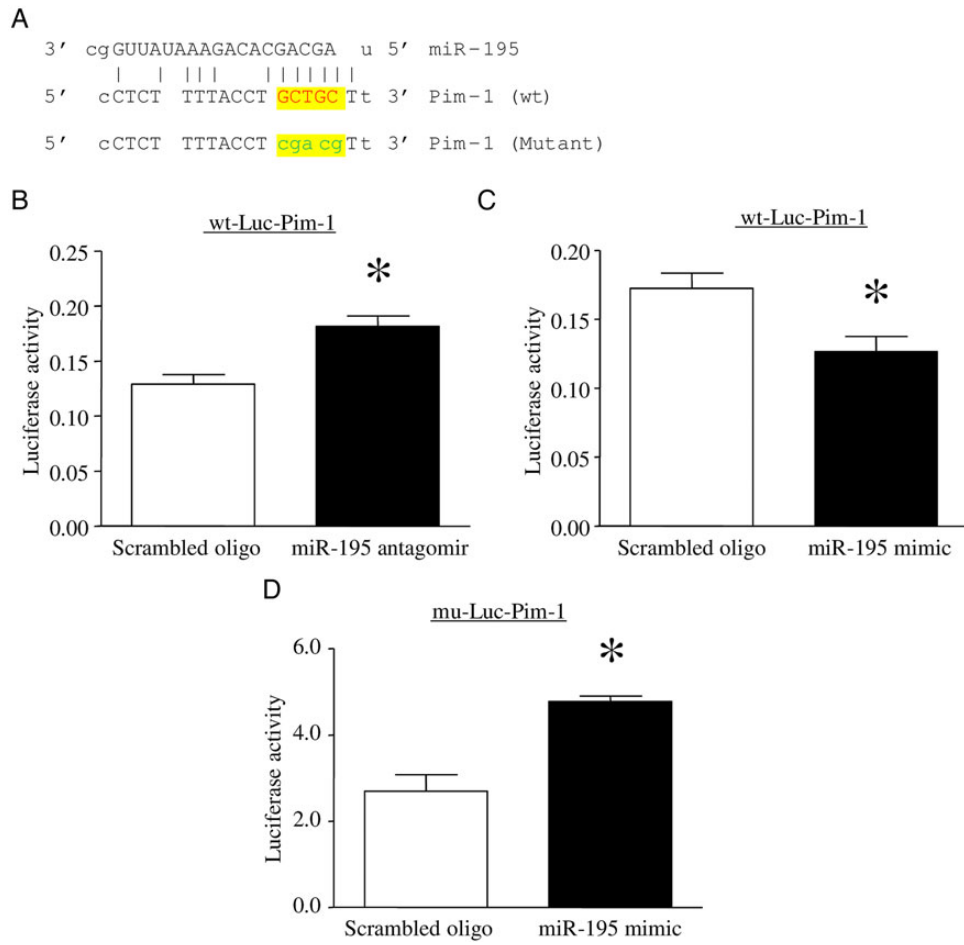 A
3′ cgGUUAUAAAGACACGACGA u 5′ miR-195
5′ cCTCT TTTACCT GCTGC Tt 3′ Pim-1 (wt)
5′ cCTCT TTTACCT cga cg Tt 3′ Pim-1 (Mutant)
B
wt-Luc-Pim-1
Luciferase activity
0.25
0.20
0.15
0.10
0.05
0.00
*
Scrambled oligo miR-195 antagomir
C
wt-Luc-Pim-1
Luciferase activity
0.20
0.15
0.10
0.05
0.00
*
Scrambled oligo miR-195 mimic
D
mu-Luc-Pim-1
Luciferase activity
6.0
4.0
2.0
0.0
*
Scrambled oligo miR-195 mimic